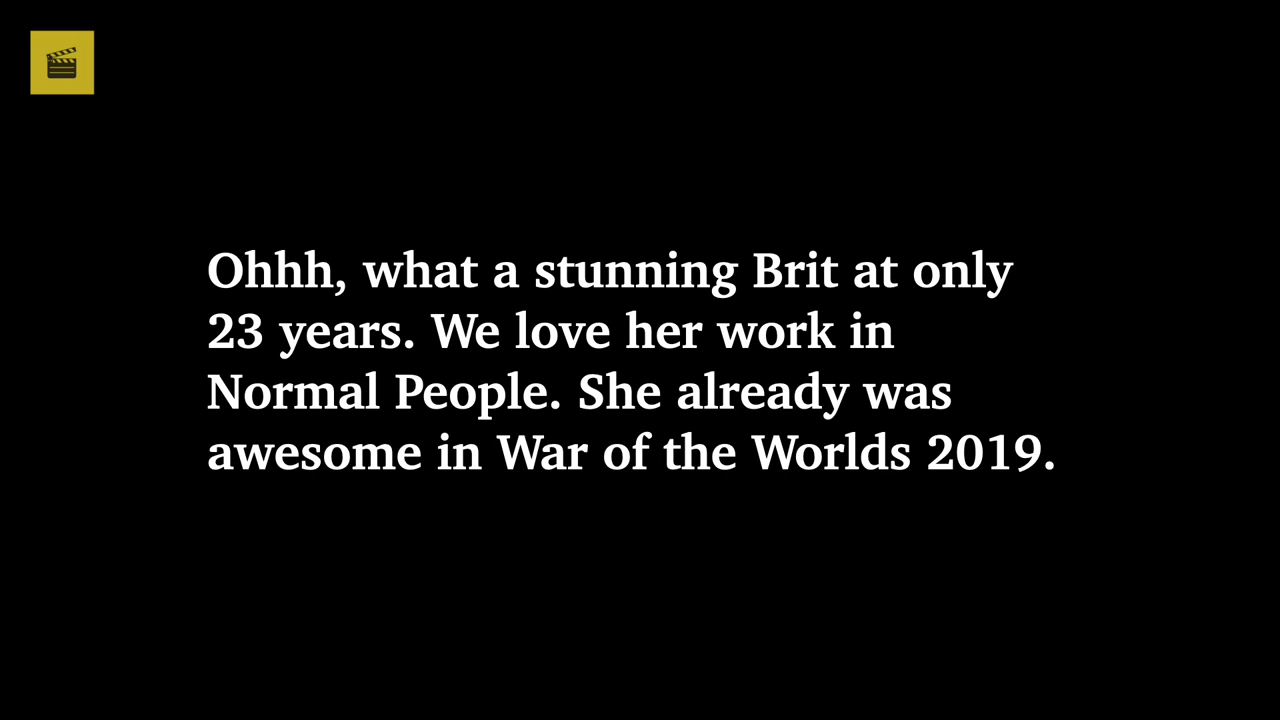 Ohhh, what a stunning Brit at only
23 years. We love her work in
Normal People. She already was
awesome in War of the Worlds 2019.